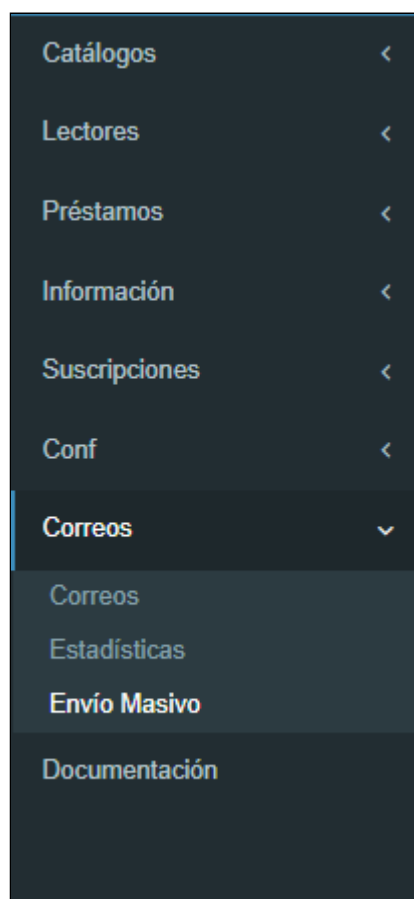 Catálogos
Lectores
Préstamos
Información
Suscripciones
Conf
Correos
Correos
Estadísticas
Envío Masivo
Documentación